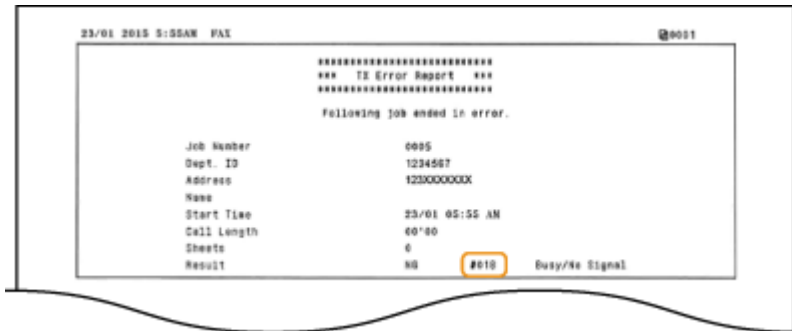 23/01 2015 5:55AM FAX 0001
***************************
*** TX Error Report ***
***************************
Following job ended in error.
Job Number 0005
Dept. ID 1234567
Address 123XXXXXXXX
Name
Start Time 23/01 05:55 AM
Call Length 00'00
Sheets 0
Result NG #018 Busy/No Signal